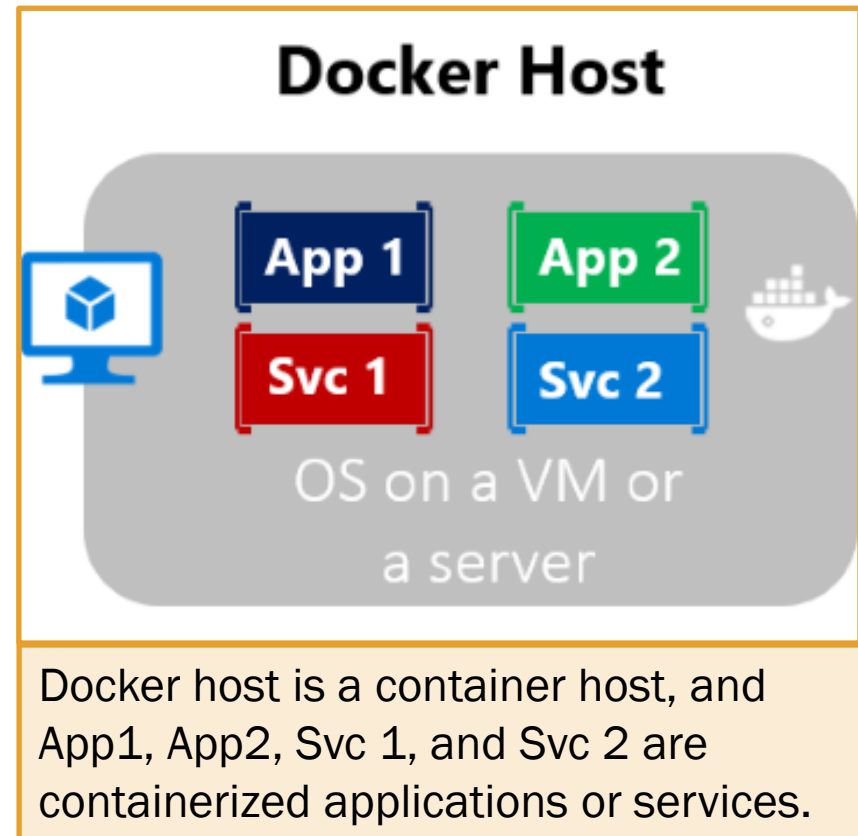 Docker Host
App 1
App 2
Svc 1
Svc 2
OS on a VM or
a server
Docker host is a container host, and
App1, App2, Svc 1, and Svc 2 are
containerized applications or services.